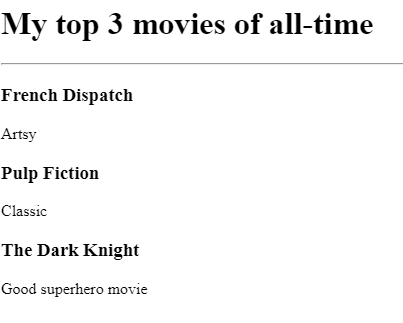 My top 3 movies of all-time
French Dispatch
Artsy
Pulp Fiction
Classic
The Dark Knight
Good superhero movie